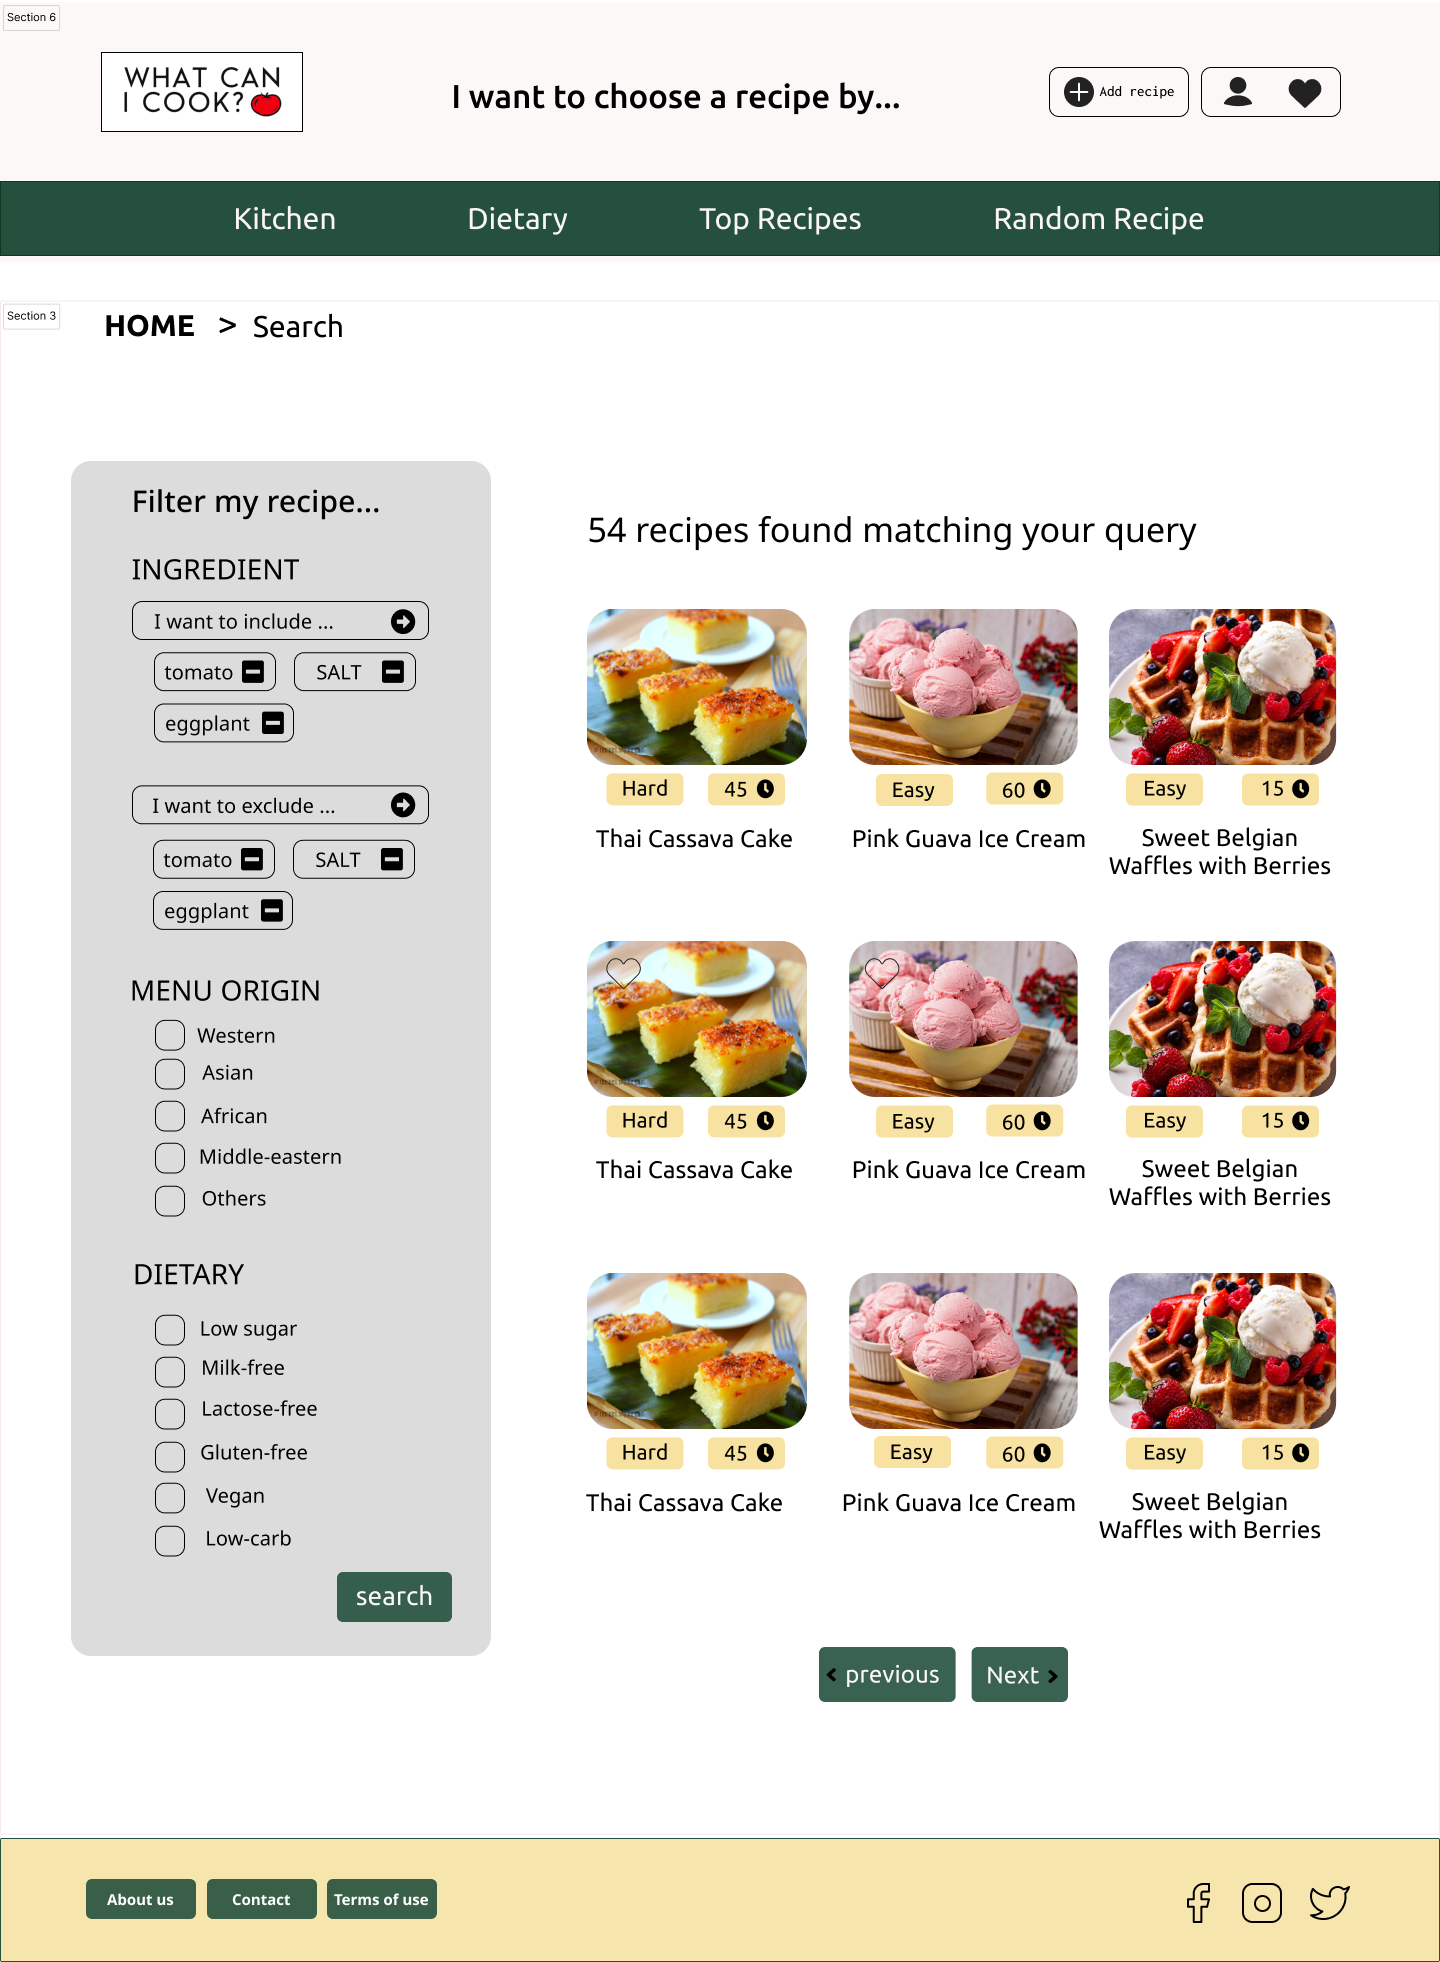 Section 6
WHAT CAN
I COOK?
I want to choose a recipe by...
Add recipe
Kitchen
Dietary
Top Recipes
Random Recipe
Section 3
HOME > Search
Filter my recipe...
INGREDIENT
I want to include ...
tomato
SALT
eggplant
I want to exclude ...
tomato
SALT
eggplant
MENU ORIGIN
Western
Asian
African
Middle-eastern
Others
DIETARY
Low sugar
Milk-free
Lactose-free
Gluten-free
Vegan
Low-carb
search
54 recipes found matching your query
Hard
45
Easy
60
Easy
15
Thai Cassava Cake
Pink Guava Ice Cream
Sweet Belgian
Waffles with Berries
Hard
45
Easy
60
Easy
15
Thai Cassava Cake
Pink Guava Ice Cream
Sweet Belgian
Waffles with Berries
Hard
45
Easy
60
Easy
15
Thai Cassava Cake
Pink Guava Ice Cream
Sweet Belgian
Waffles with Berries
previous
Next
About us
Contact
Terms of use